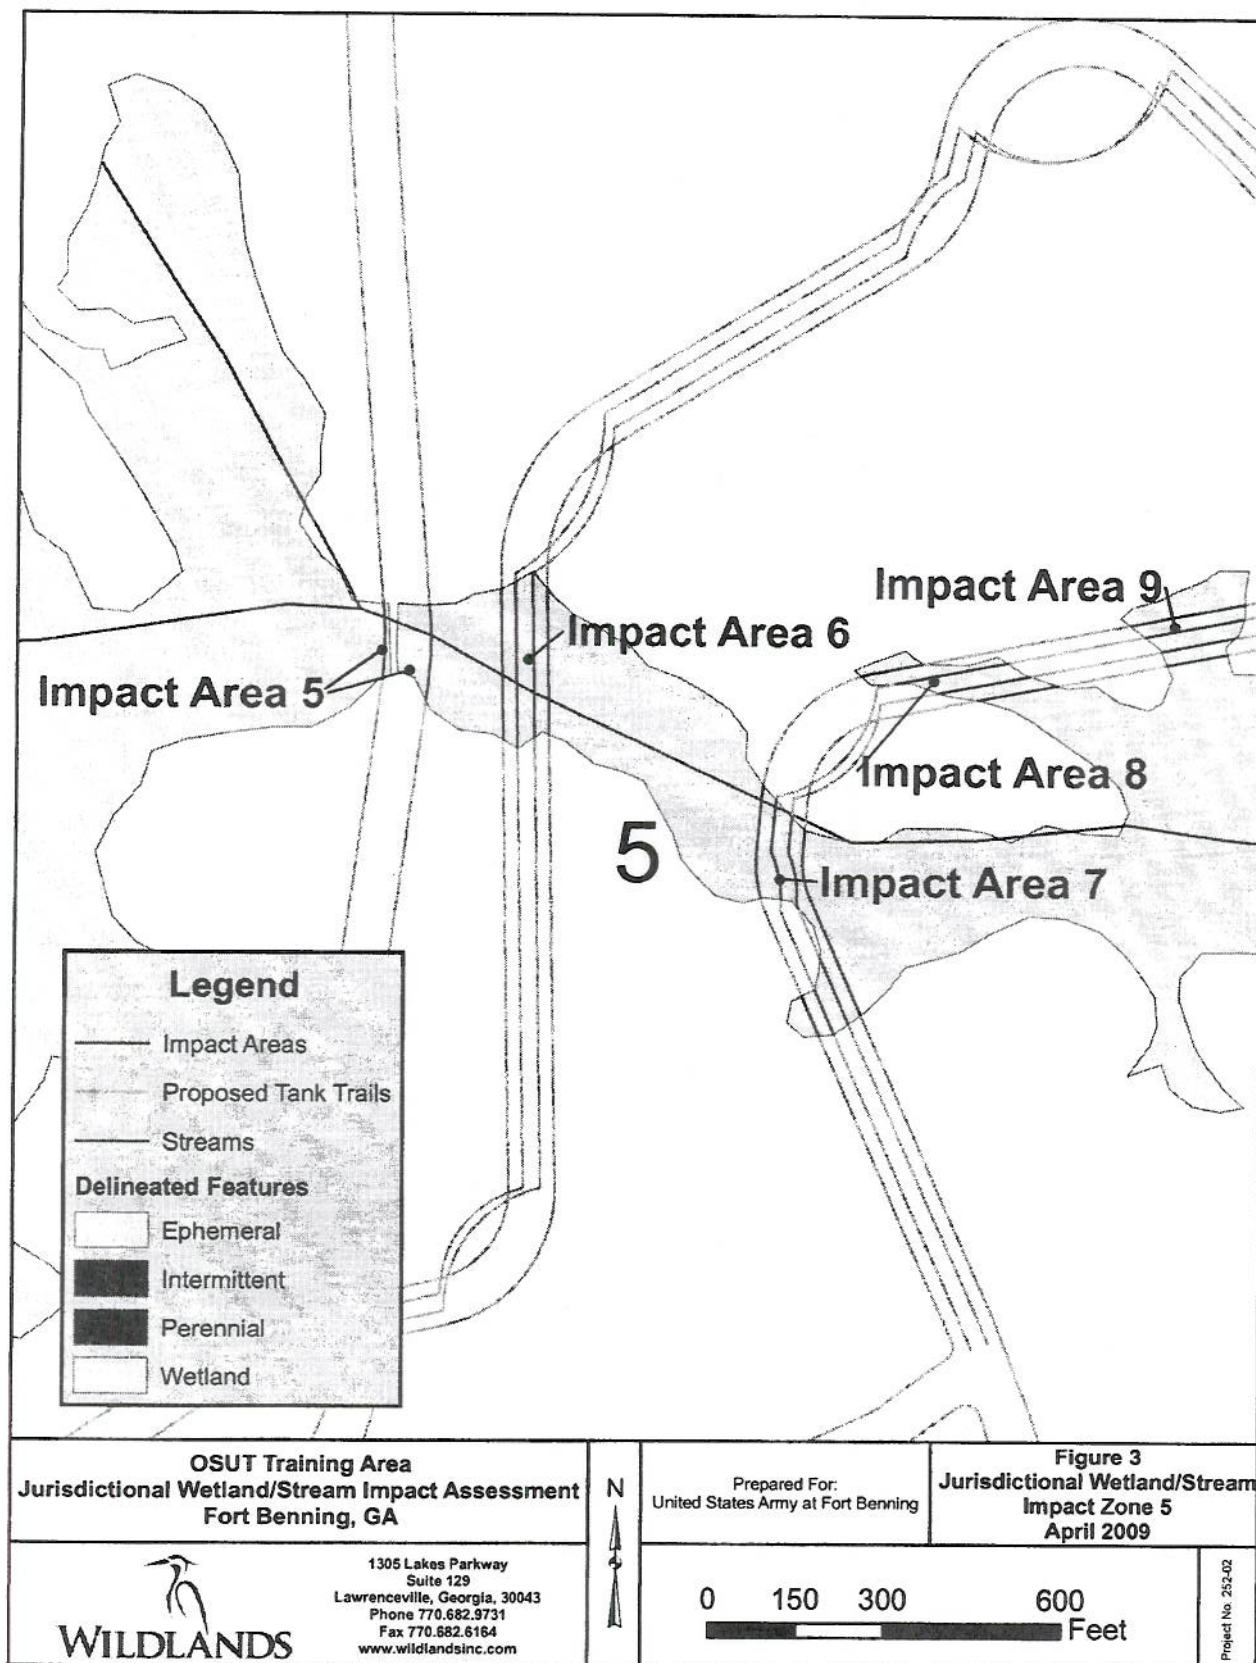 Impact Area 9
Impact Area 6
Impact Area 5
Impact Area 8
5
Impact Area 7
Legend
Impact Areas
Proposed Tank Trails
Streams
Delineated Features
Ephemeral
Intermittent
Perennial
Wetland
OSUT Training Area
Jurisdictional Wetland/Stream Impact Assessment
Fort Benning, GA
N
Prepared For:
United States Army at Fort Benning
Figure 3
Jurisdictional Wetland/Stream
Impact Zone 5
April 2009
WILDLANDS
1305 Lakes Parkway
Suite 129
Lawrenceville, Georgia, 30043
Phone 770.682.9731
Fax 770.682.6164
www.wildlandsinc.com
0 150 300 600
Feet
Project No. 252-02